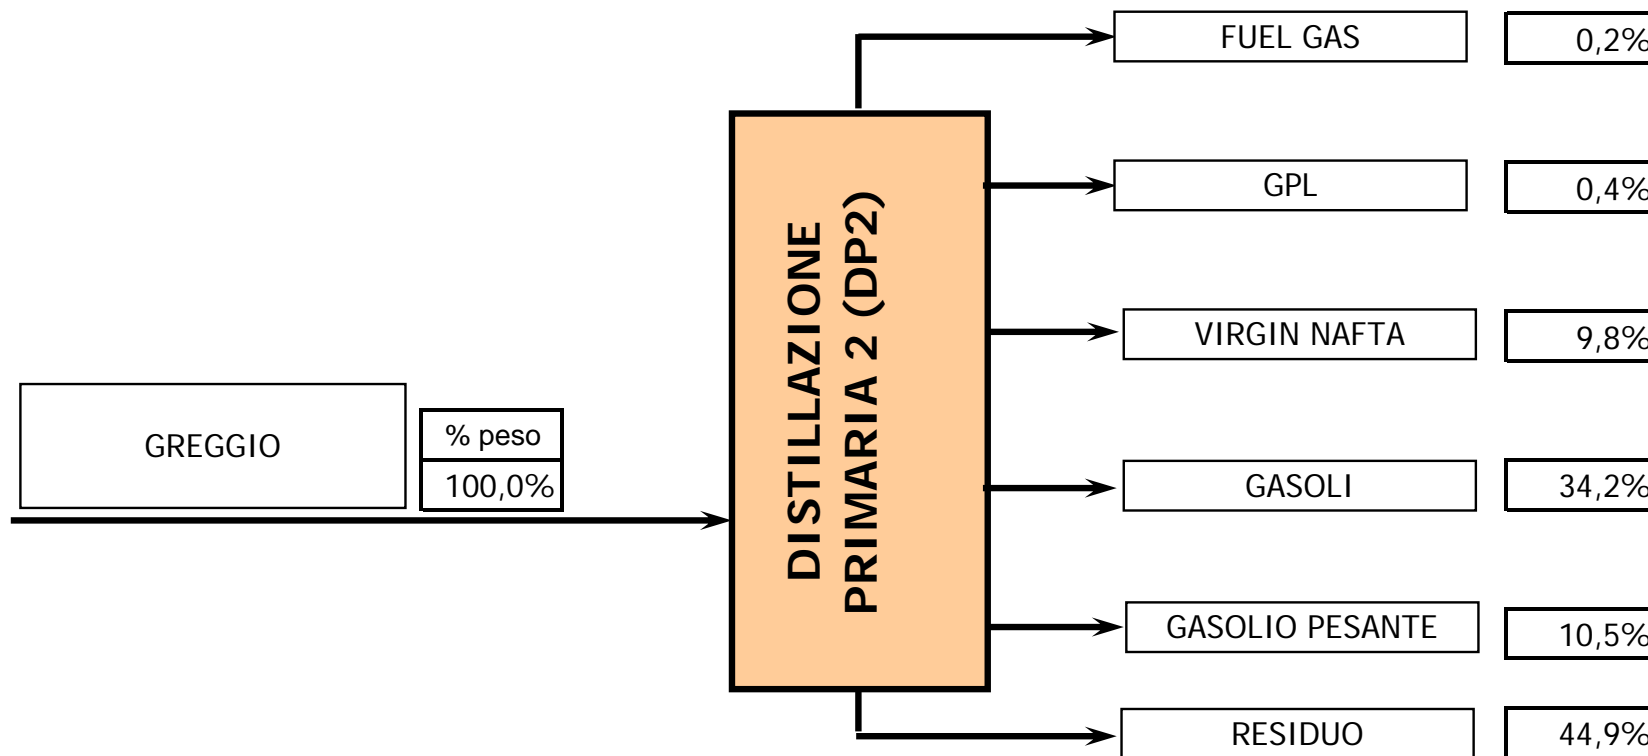 FUEL GAS 0,2%
GPL 0,4%
VIRGIN NAFTA 9,8%
GREGGIO
% peso
100,0%
DISTILLAZIONE
PRIMARIA 2 (DP2)
GASOLI 34,2%
GASOLIO PESANTE 10,5%
RESIDUO 44,9%